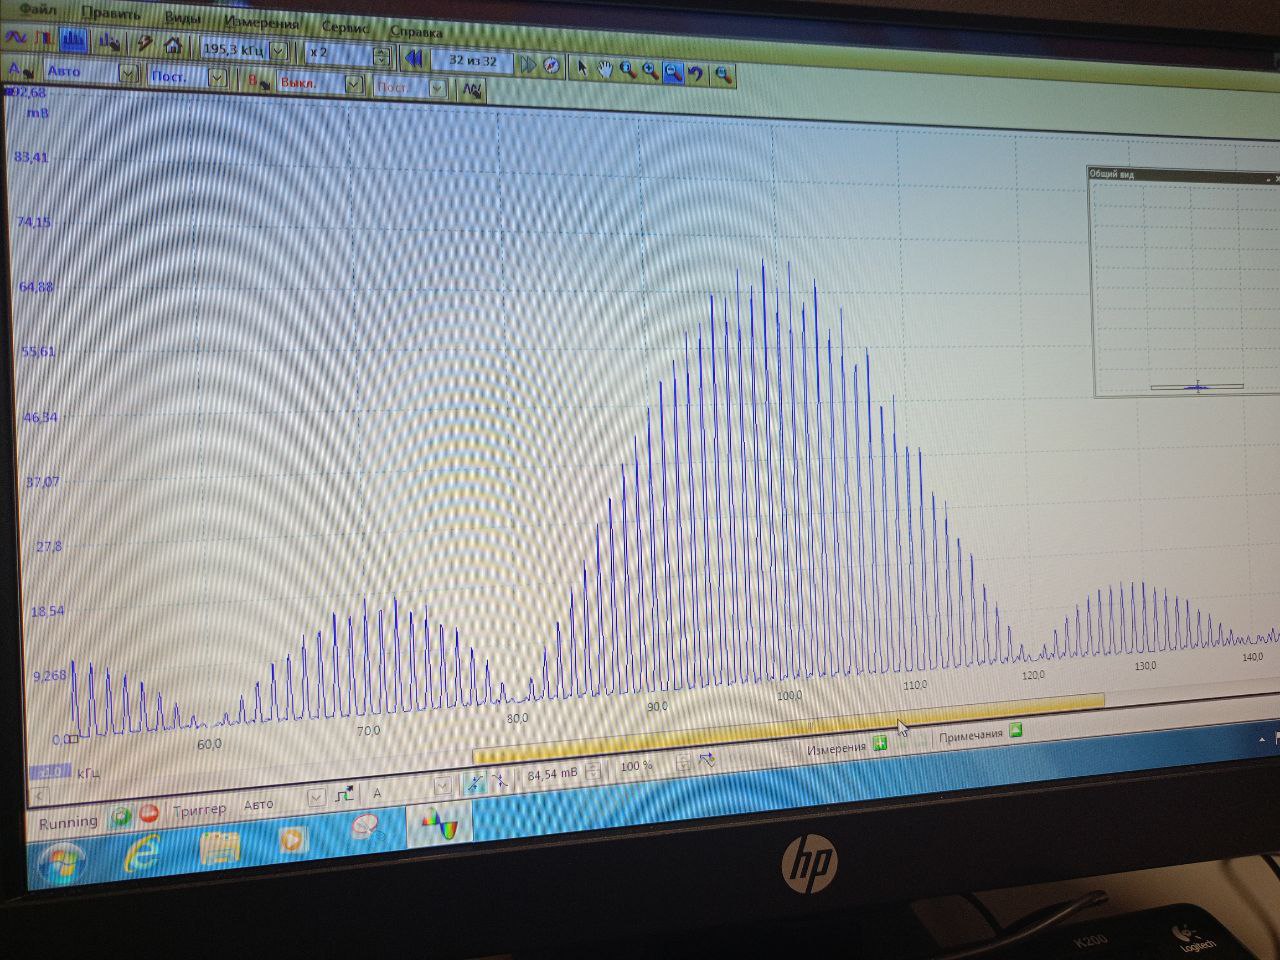 Файл Править Виды Измерения Сервис Справка
195,3 кГц x 2 32 из 32
A Авто Пост. B Выкл. Пост.
92,68
mB
83,41
74,15
64,88
55,61
46,34
37,07
27,8
18,54
9,268
0,0
Общий вид
60,0 70,0 80,0 90,0 100,0 110,0 120,0 130,0 140,0
кГц
Running Триггер Авто A 84,54 mB 100 % Измерения Примечания
hp
K200
Logitech